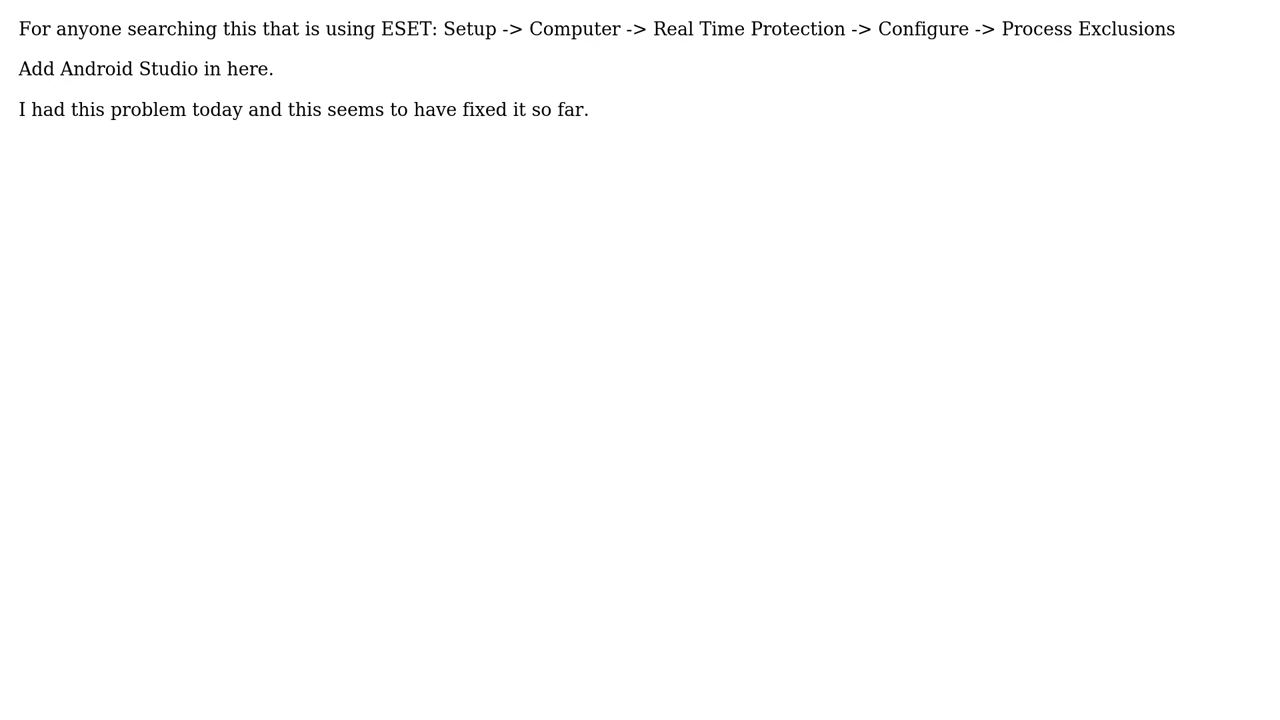 For anyone searching this that is using ESET: Setup -> Computer -> Real Time Protection -> Configure -> Process Exclusions
Add Android Studio in here.
I had this problem today and this seems to have fixed it so far.